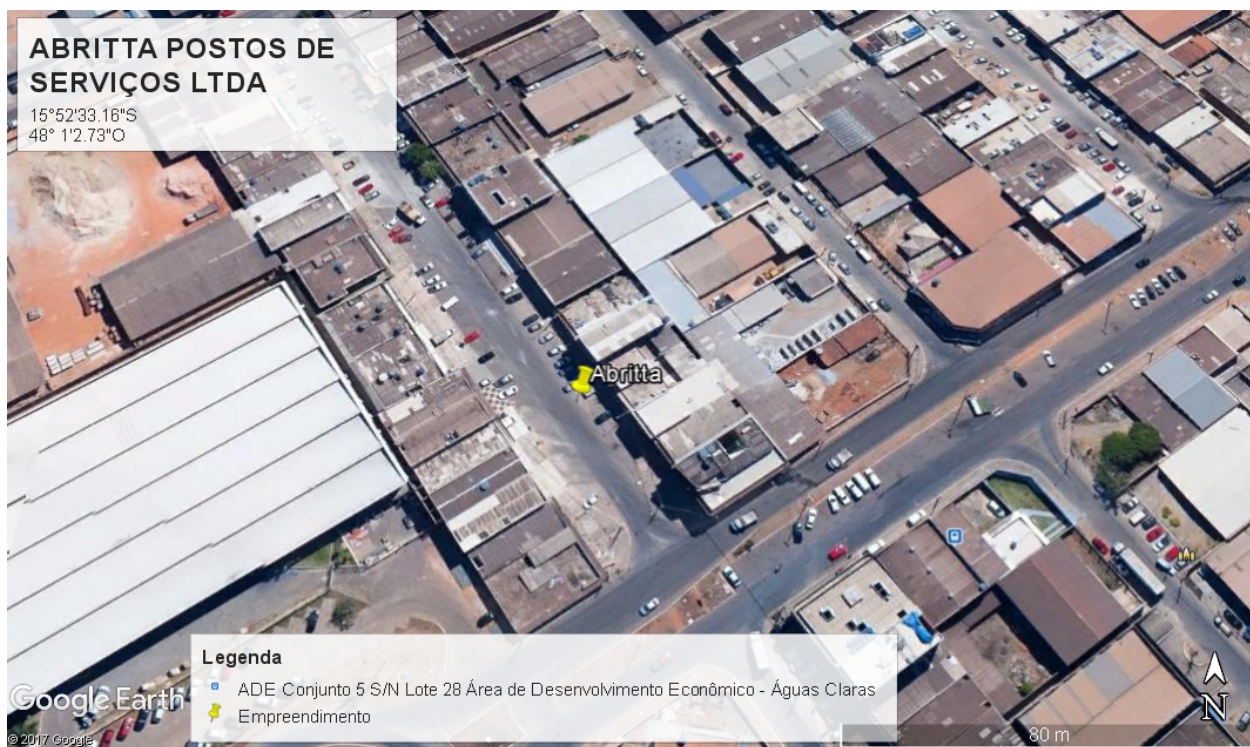 ABRITTA POSTOS DE
SERVIÇOS LTDA
15°52'33.16"S
48° 1'2.73"O
Abritta
Legenda
ADE Conjunto 5 S/N Lote 28 Área de Desenvolvimento Econômico - Águas Claras
Empreendimento
Google Earth
© 2017 Google
80 m
N